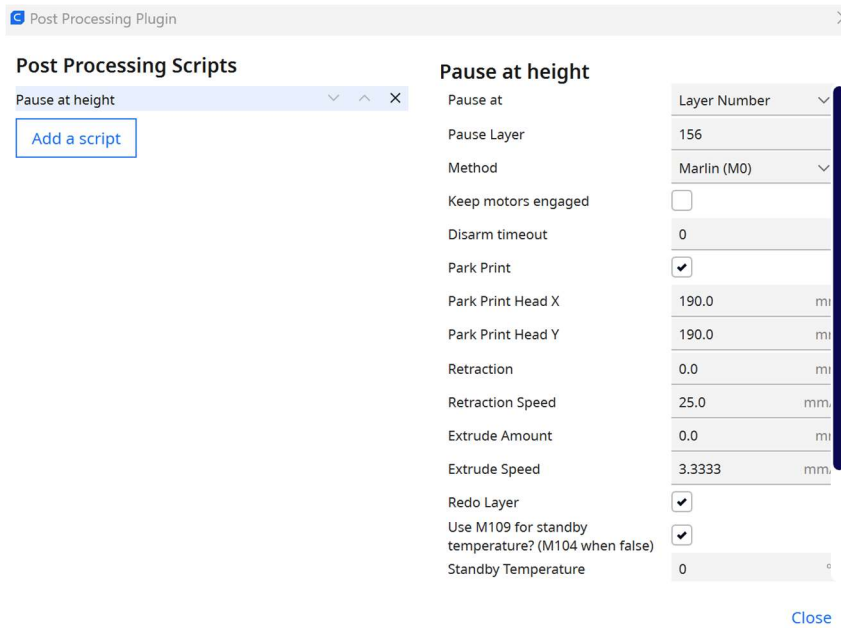 Post Processing Plugin
Post Processing Scripts
Pause at height
Add a script
Pause at height
Pause at Layer Number
Pause Layer 156
Method Marlin (M0)
Keep motors engaged
Disarm timeout 0
Park Print
Park Print Head X 190.0
Park Print Head Y 190.0
Retraction 0.0
Retraction Speed 25.0
Extrude Amount 0.0
Extrude Speed 3.3333
Redo Layer
Use M109 for standby
temperature? (M104 when false)
Standby Temperature 0
Close